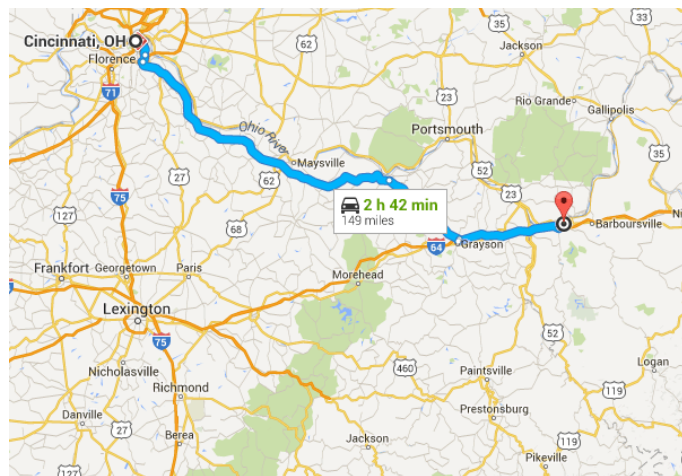 Cincinnati, OH
Florence
71
62
23
Jackson
35
33
Rio Grande
Gallipolis
Ohio River
Portsmouth
Maysville
52
35
75
27
62
23
2 h 42 min
149 miles
127
68
64
Grayson
Barboursville
Frankfort
Georgetown
Paris
Morehead
Lexington
75
52
Nicholasville
Logan
460
Paintsville
119
Richmond
Danville
27
Berea
Jackson
Prestonsburg
119
127
Pikeville